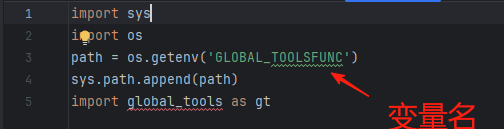 1 import sys
2 import os
3 path = os.getenv('GLOBAL_TOOLSFUNC')
4 sys.path.append(path)
5 import global_tools as gt
变量名